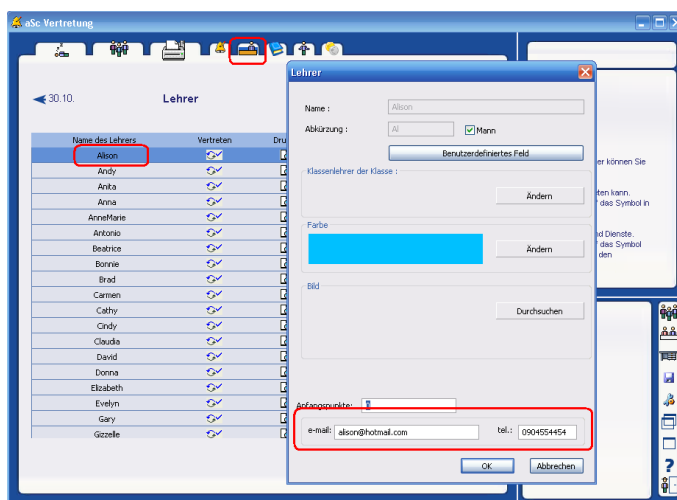 aSc Vertretung
30.10.
Lehrer
Name des Lehrers Vertreten Dru
Alison
Andy
Anita
Anna
AnneMarie
Antonio
Beatrice
Bonnie
Brad
Carmen
Cathy
Cindy
Claudia
David
Donna
Elizabeth
Evelyn
Gary
Gizzelle
Lehrer
Name : Alison
Abkürzung : Al Mann
Benutzerdefiniertes Feld
Klassenlehrer der Klasse :
Ändern
Farbe
Ändern
Bild
Durchsuchen
Anfangspunkte:
e-mail: alison@hotmail.com tel.: 0904554454
OK Abbrechen
er können Sie
ten kann.
das Symbol in
d Dienste.
das Symbol
den